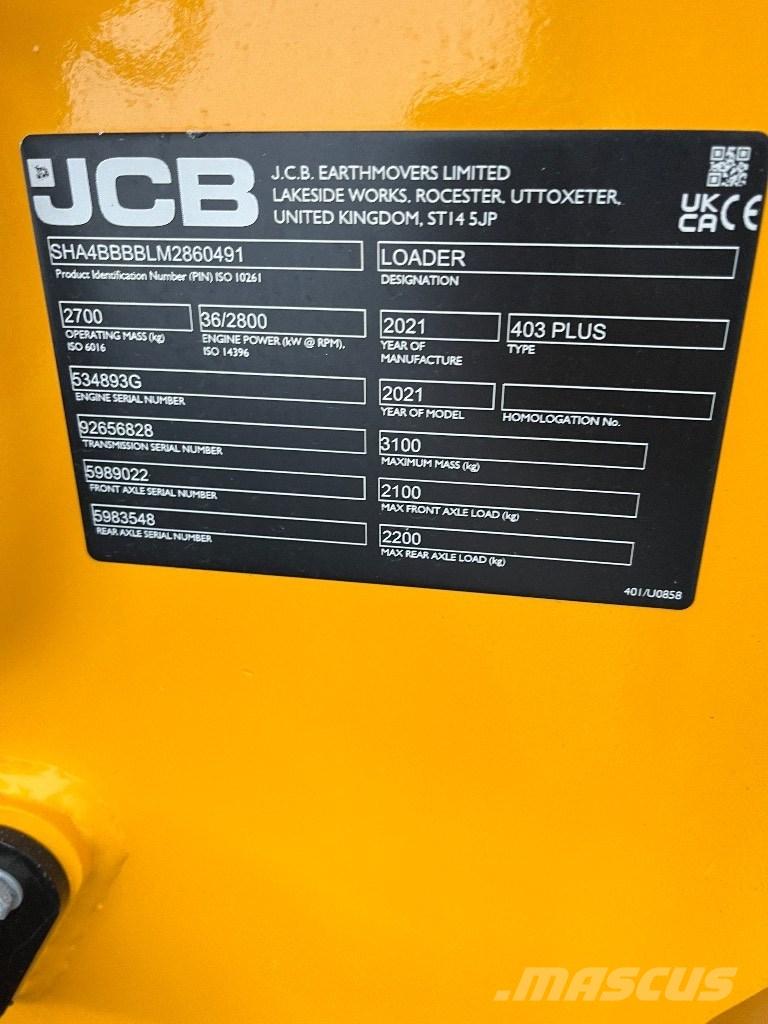 JCB
J.C.B. EARTHMOVERS LIMITED
LAKESIDE WORKS, ROCESTER, UTTOXETER,
UNITED KINGDOM, ST14 5JP
UK
CA CE
SHA4BBBBLM2860491
Product Identification Number (PIN) ISO 10261
LOADER
DESIGNATION
2700
OPERATING MASS (kg)
ISO 6016
36/2800
ENGINE POWER (kW @ RPM),
ISO 14396
2021
YEAR OF
MANUFACTURE
403 PLUS
TYPE
534893G
ENGINE SERIAL NUMBER
2021
YEAR OF MODEL
HOMOLOGATION No.
92656828
TRANSMISSION SERIAL NUMBER
3100
MAXIMUM MASS (kg)
5989022
FRONT AXLE SERIAL NUMBER
2100
MAX FRONT AXLE LOAD (kg)
5983548
REAR AXLE SERIAL NUMBER
2200
MAX REAR AXLE LOAD (kg)
401/U0858
MASCUS